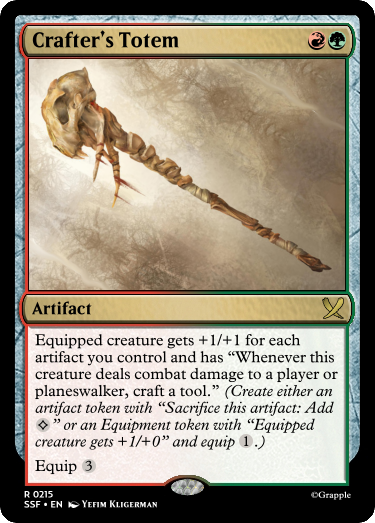 Crafter's Totem
Artifact
Equipped creature gets +1/+1 for each
artifact you control and has “Whenever this
creature deals combat damage to a player or
planeswalker, craft a tool.” (Create either an
artifact token with “Sacrifice this artifact: Add
” or an Equipment token with “Equipped
creature gets +1/+0” and equip 1.)
Equip 3
R 0215
SSF • EN Yefim Kligerman
©Grapple